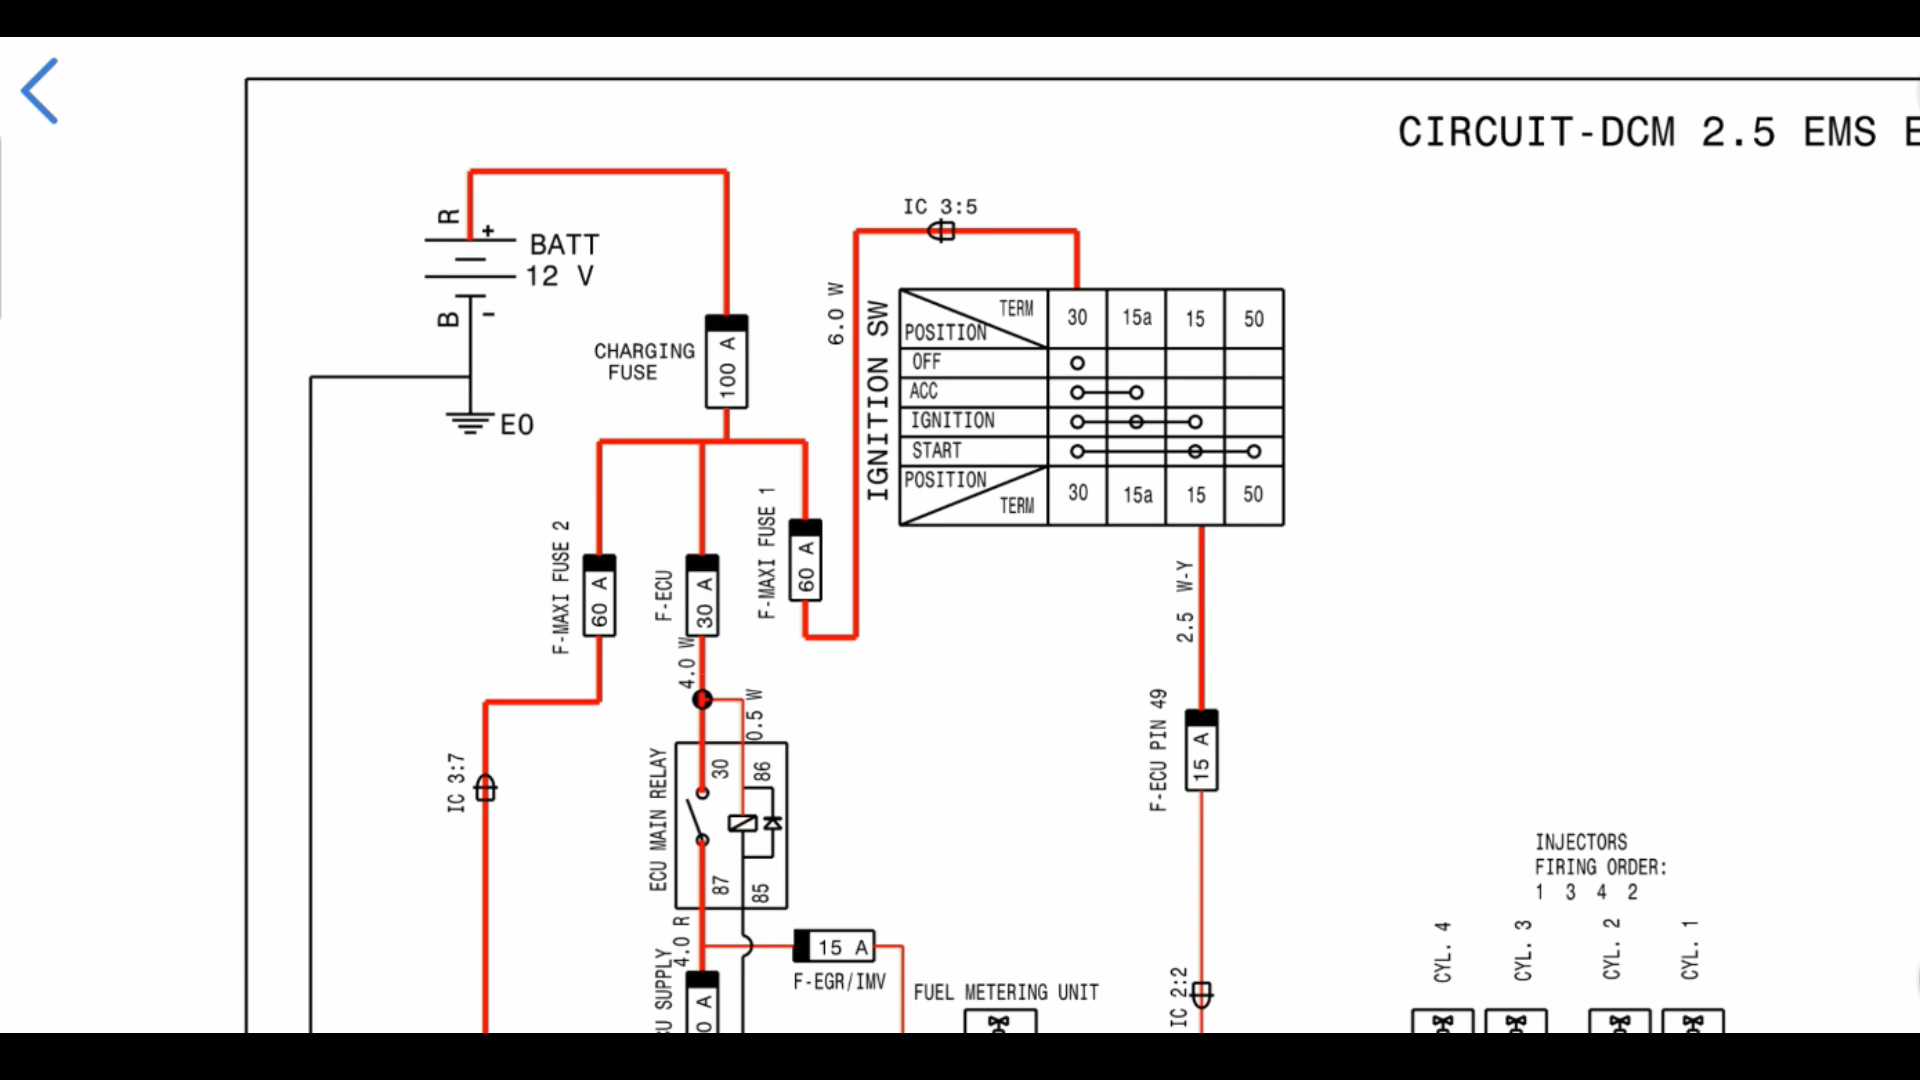 CIRCUIT-DCM 2.5 EMS
IC 3:5
R
+
BATT
12 V
B
-
E0
CHARGING
FUSE
100 A
6.0 W
IGNITION SW
TERM 30 15a 15 50
POSITION
OFF
ACC
IGNITION
START
POSITION
TERM 30 15a 15 50
F-MAXI FUSE 2
60 A
F-ECU
30 A
F-MAXI FUSE 1
60 A
4.0 W
0.5 W
2.5 W-Y
F-ECU PIN 49
15 A
IC 3:7
ECU MAIN RELAY
30
86
87
85
4.0 R
15 A
F-EGR/IMV
SUPPLY
A
FUEL METERING UNIT
IC 2:2
INJECTORS
FIRING ORDER:
1 3 4 2
CYL. 4
CYL. 3
CYL. 2
CYL. 1